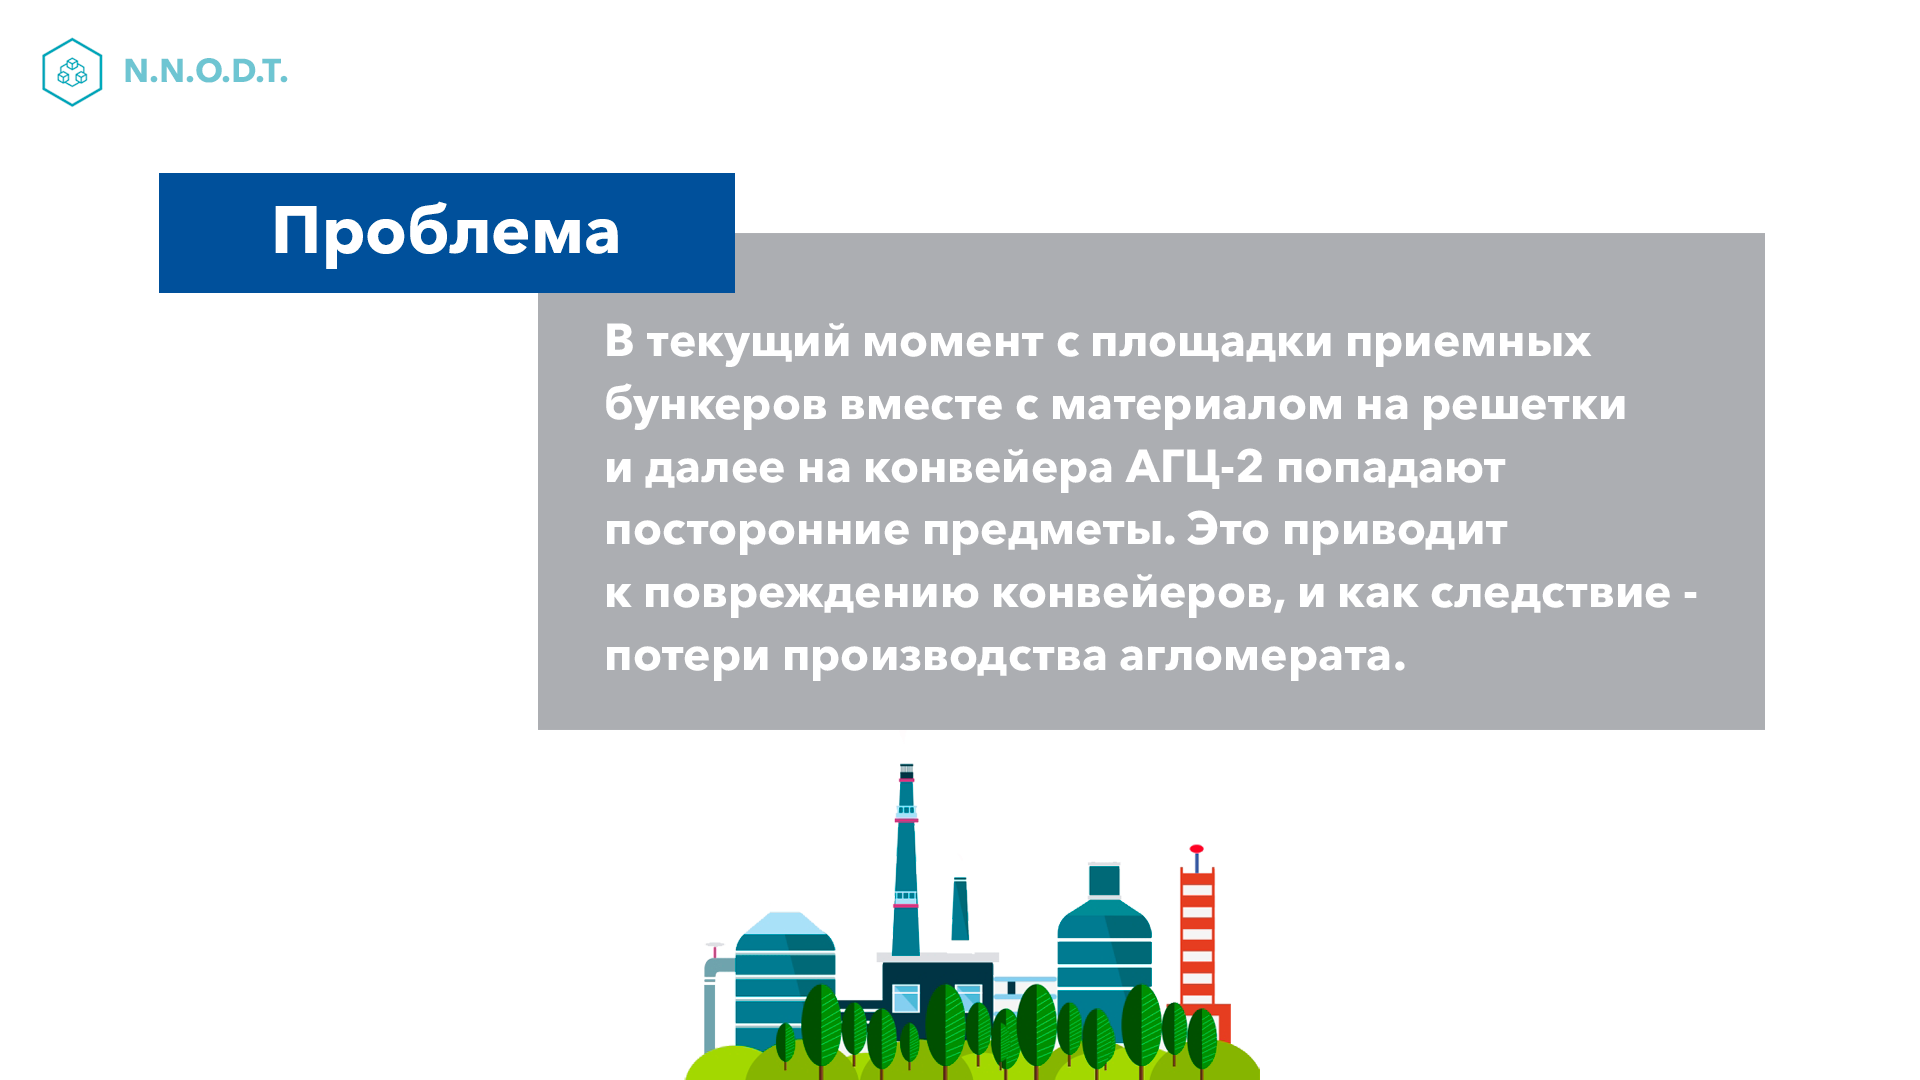 N.N.O.D.T.
Проблема
В текущий момент с площадки приемных
бункеров вместе с материалом на решетки
и далее на конвейера АГЦ-2 попадают
посторонние предметы. Это приводит
к повреждению конвейеров, и как следствие -
потери производства агломерата.